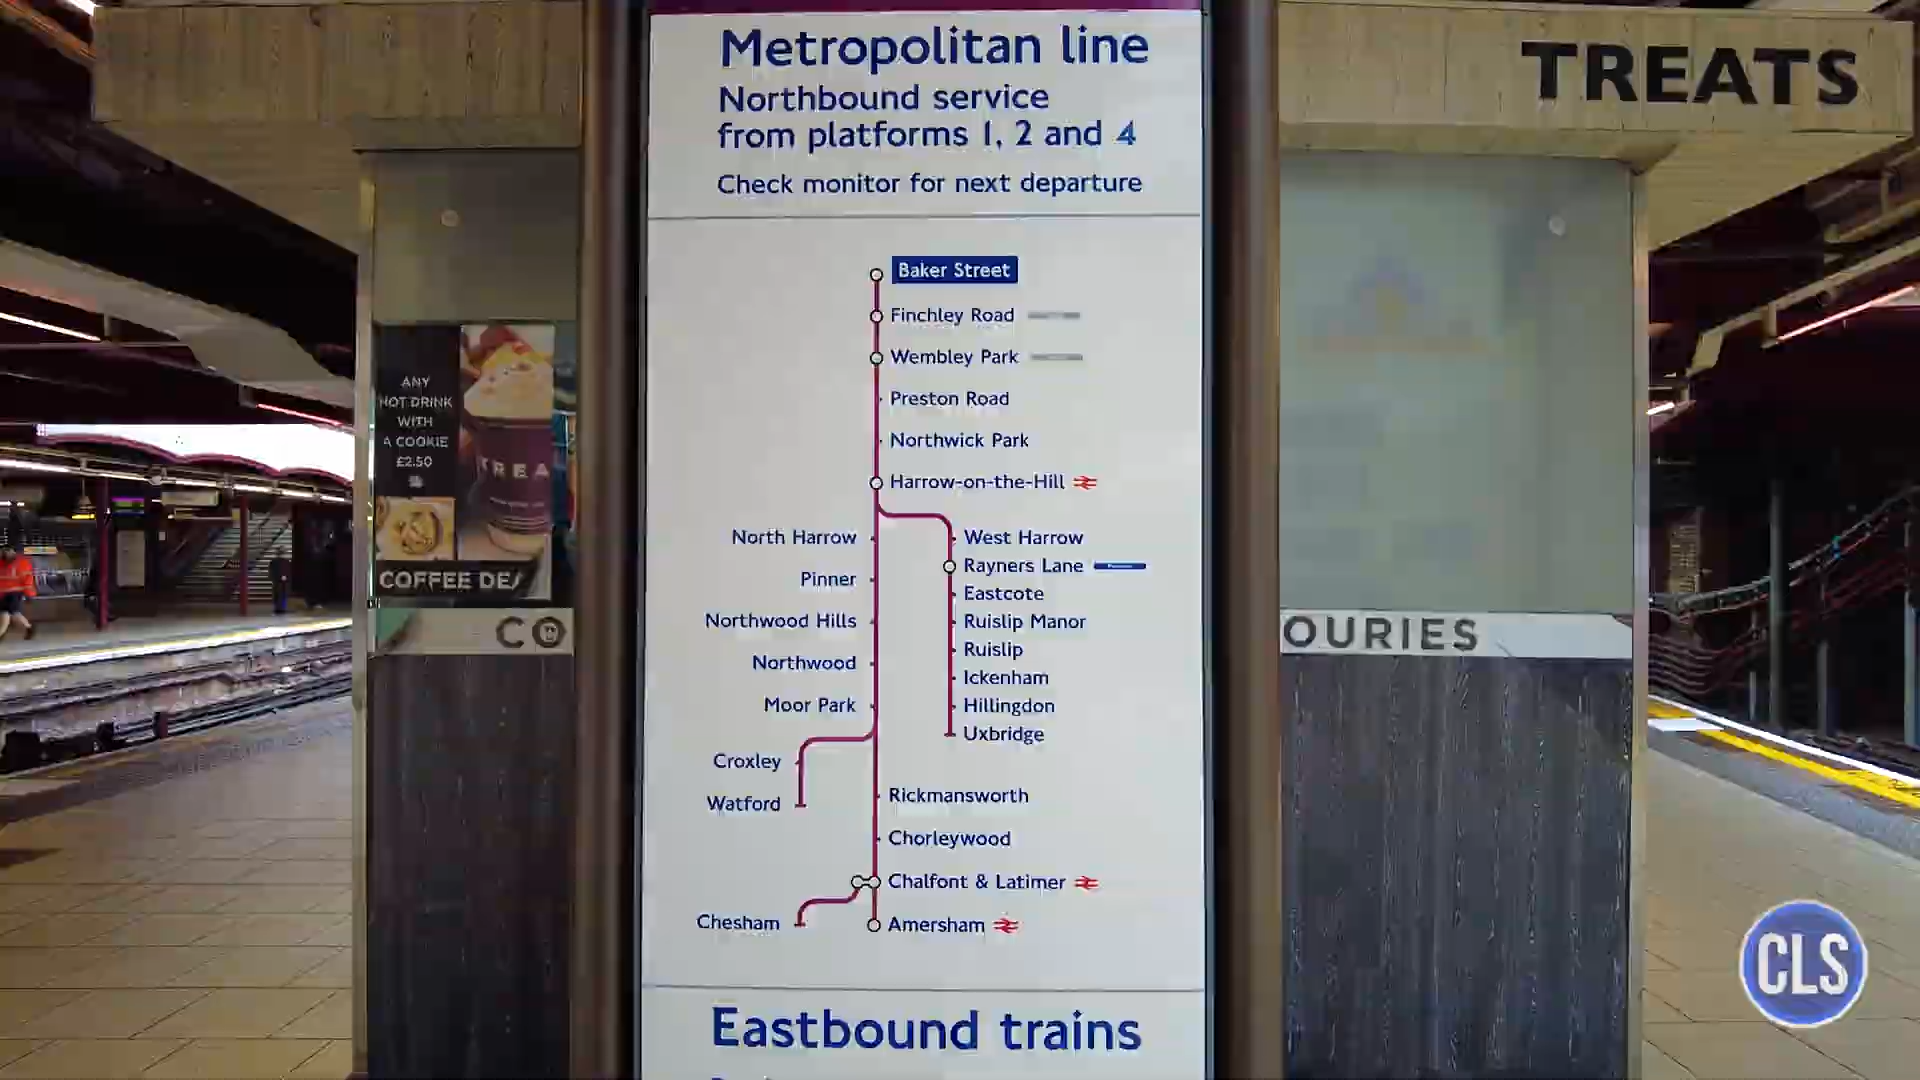 Metropolitan line
Northbound service
from platforms 1, 2 and 4
Check monitor for next departure
Baker Street
Finchley Road
Wembley Park
Preston Road
Northwick Park
Harrow-on-the-Hill
North Harrow
Pinner
Northwood Hills
Northwood
Moor Park
Croxley
Watford
Chesham
West Harrow
Rayners Lane
Eastcote
Ruislip Manor
Ruislip
Ickenham
Hillingdon
Uxbridge
Rickmansworth
Chorleywood
Chalfont & Latimer
Amersham
Eastbound trains
TREATS
ANY
HOT DRINK
WITH
A COOKIE
£2.50
TREA
COFFEE DEA
CO
OURIES
CLS